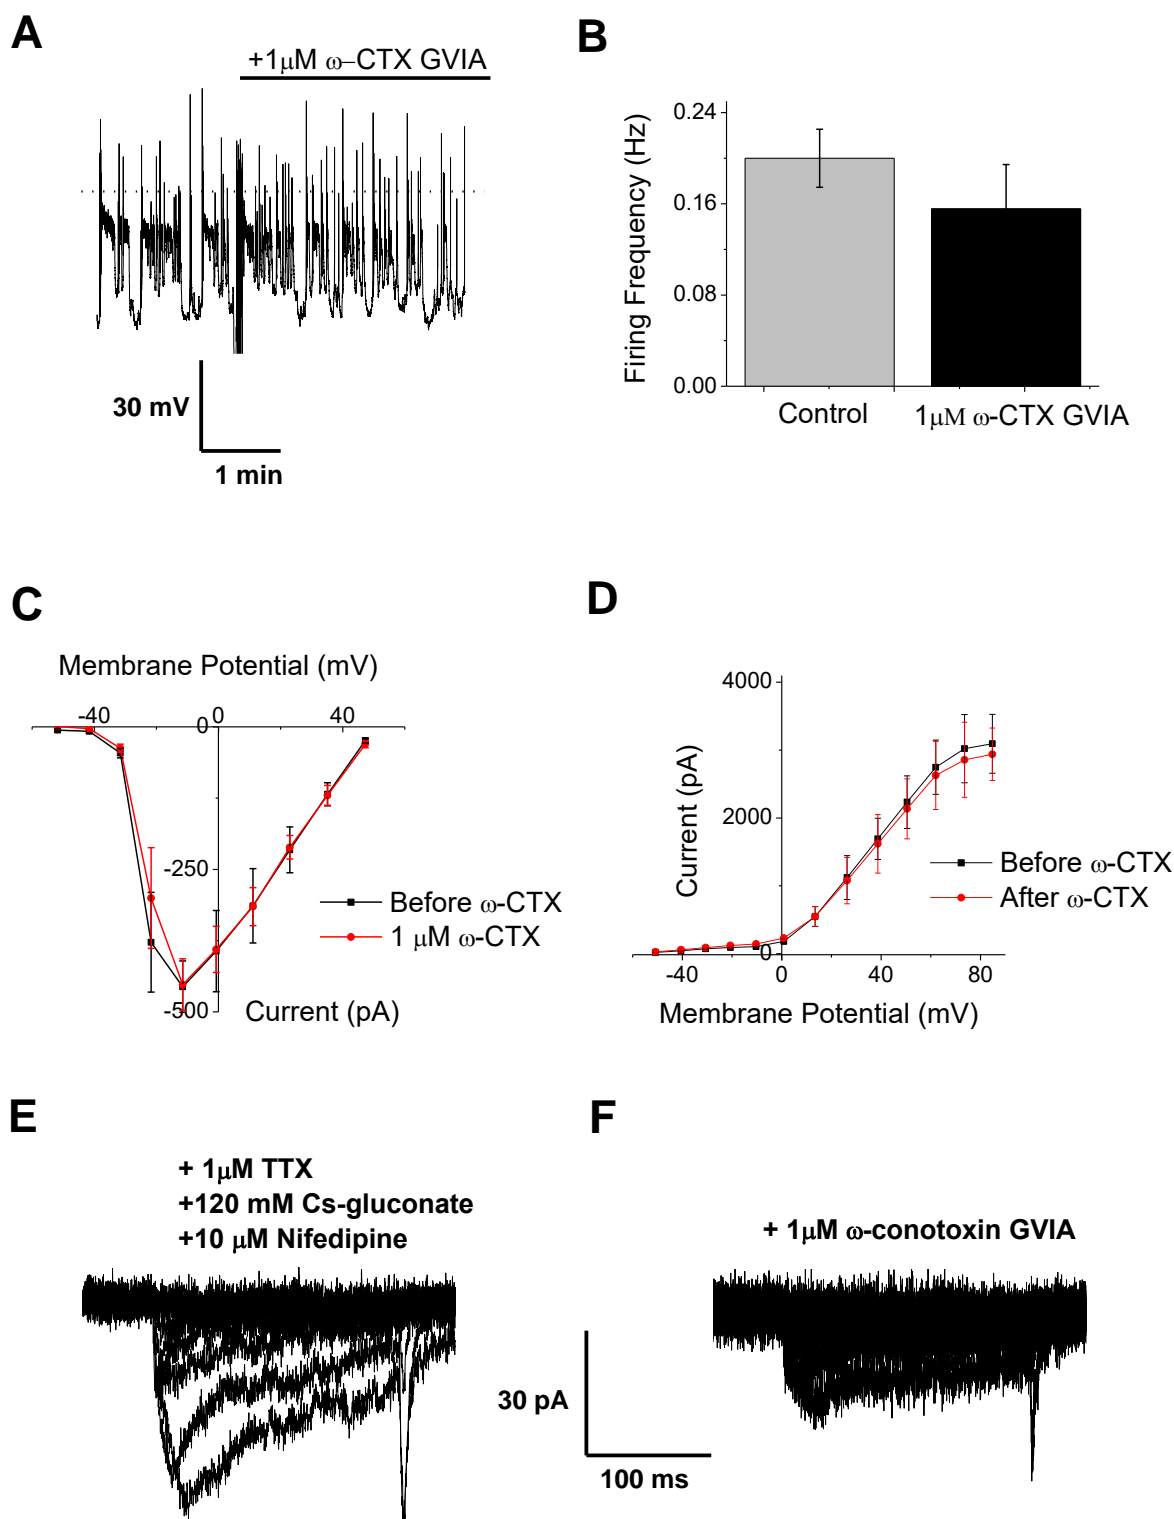 A
+1μM ω–CTX GVIA
30 mV
1 min
B
Firing Frequency (Hz)
0.24
0.16
0.08
0.00
Control
1μM ω-CTX GVIA
C
Membrane Potential (mV)
-40
0
0
40
-250
-500
Before ω-CTX
1 μM ω-CTX
Current (pA)
D
Current (pA)
4000
2000
0
-40
0
40
80
Before ω-CTX
After ω-CTX
Membrane Potential (mV)
E
+ 1μM TTX
+120 mM Cs-gluconate
+10 μM Nifedipine
30 pA
100 ms
F
+ 1μM ω-conotoxin GVIA